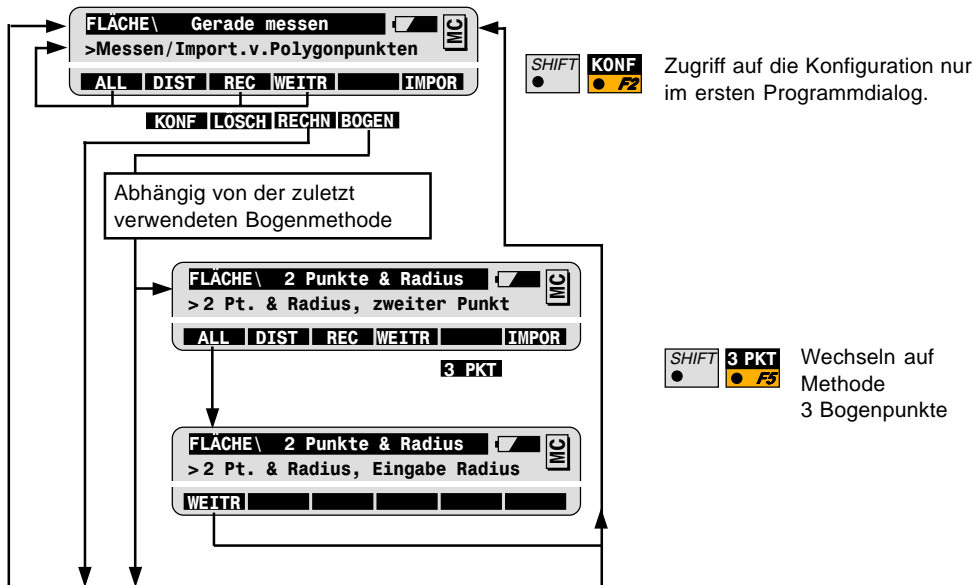 FLÄCHE\ Gerade messen MC
>Messen/Import.v.Polygonpunkten
ALL DIST REC WEITR IMPOR
KONF LÖSCH RECHN BOGEN
SHIFT KONF
F2
Zugriff auf die Konfiguration nur
im ersten Programmdialog.
Abhängig von der zuletzt
verwendeten Bogenmethode
FLÄCHE\ 2 Punkte & Radius MC
>2 Pt. & Radius, zweiter Punkt
ALL DIST REC WEITR IMPOR
3 PKT
SHIFT 3 PKT
F5
Wechseln auf
Methode
3 Bogenpunkte
FLÄCHE\ 2 Punkte & Radius MC
>2 Pt. & Radius, Eingabe Radius
WEITR